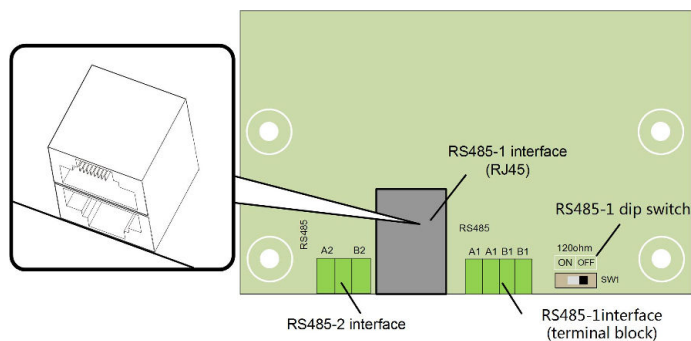 RS485-1 interface
(RJ45)
RS485-1 dip switch
RS485
A2 B2
RS485
A1 A1 B1 B1
120ohm
ON OFF
SW1
RS485-2 interface
RS485-1interface
(terminal block)